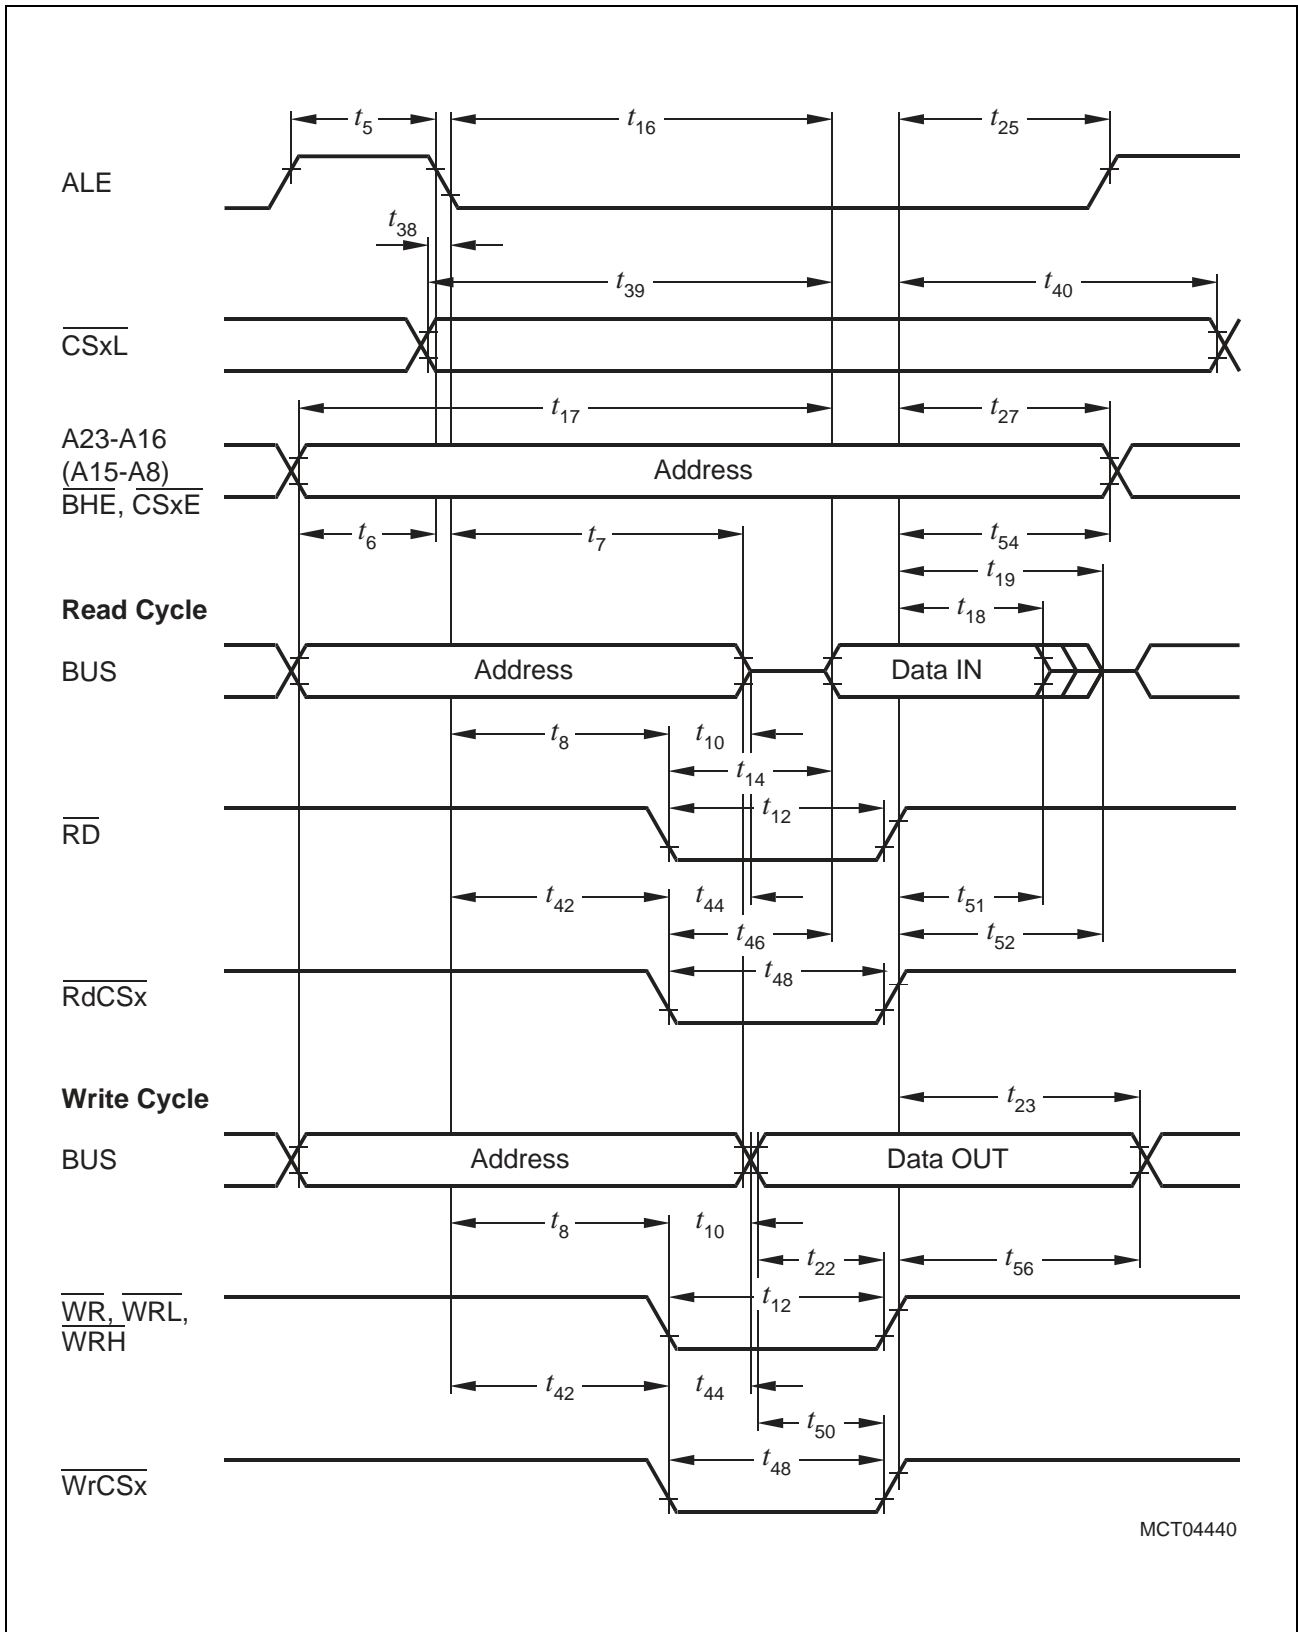 t5 t16 t25
ALE
t38
t39 t40
CSxL
t17 t27
A23-A16
(A15-A8)
BHE, CSxE
Address
t6 t7 t54
t19
Read Cycle
t18
BUS Address Data IN
t8 t10
t14
t12
RD
t42 t44 t51
t46 t52
t48
RdCSx
Write Cycle
t23
BUS Address Data OUT
t8 t10
t22 t56
t12
WR, WRL,
WRH
t42 t44
t50
t48
WrCSx
MCT04440